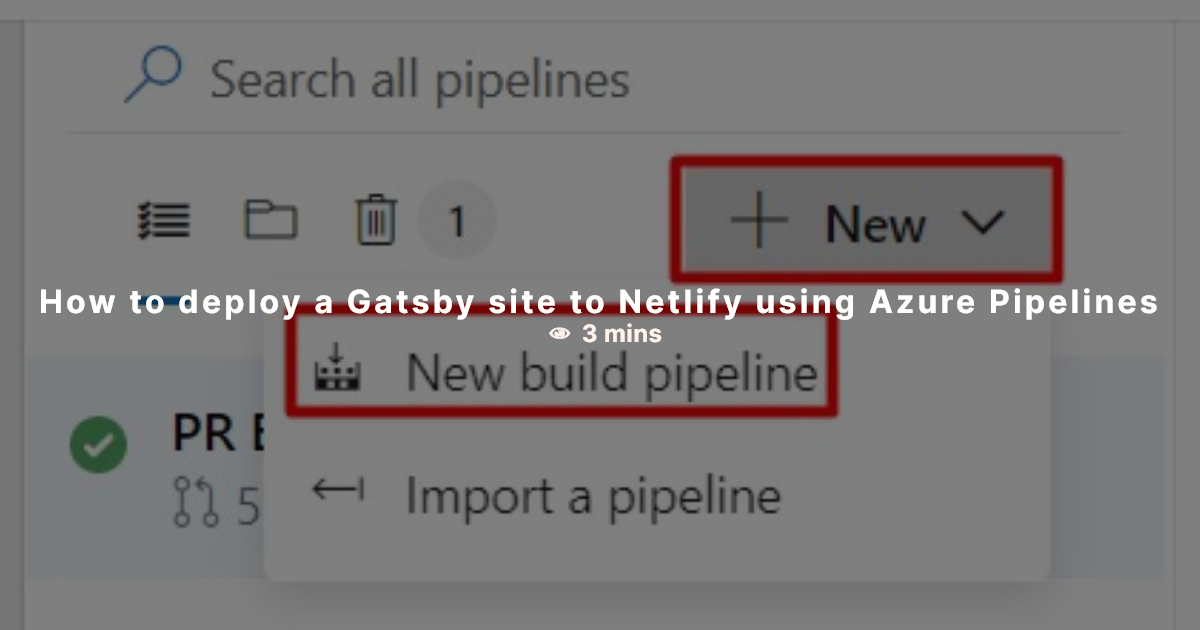 Search all pipelines
1
New
How to deploy a Gatsby site to Netlify using Azure Pipelines
3 mins
New build pipeline
PR
5
Import a pipeline